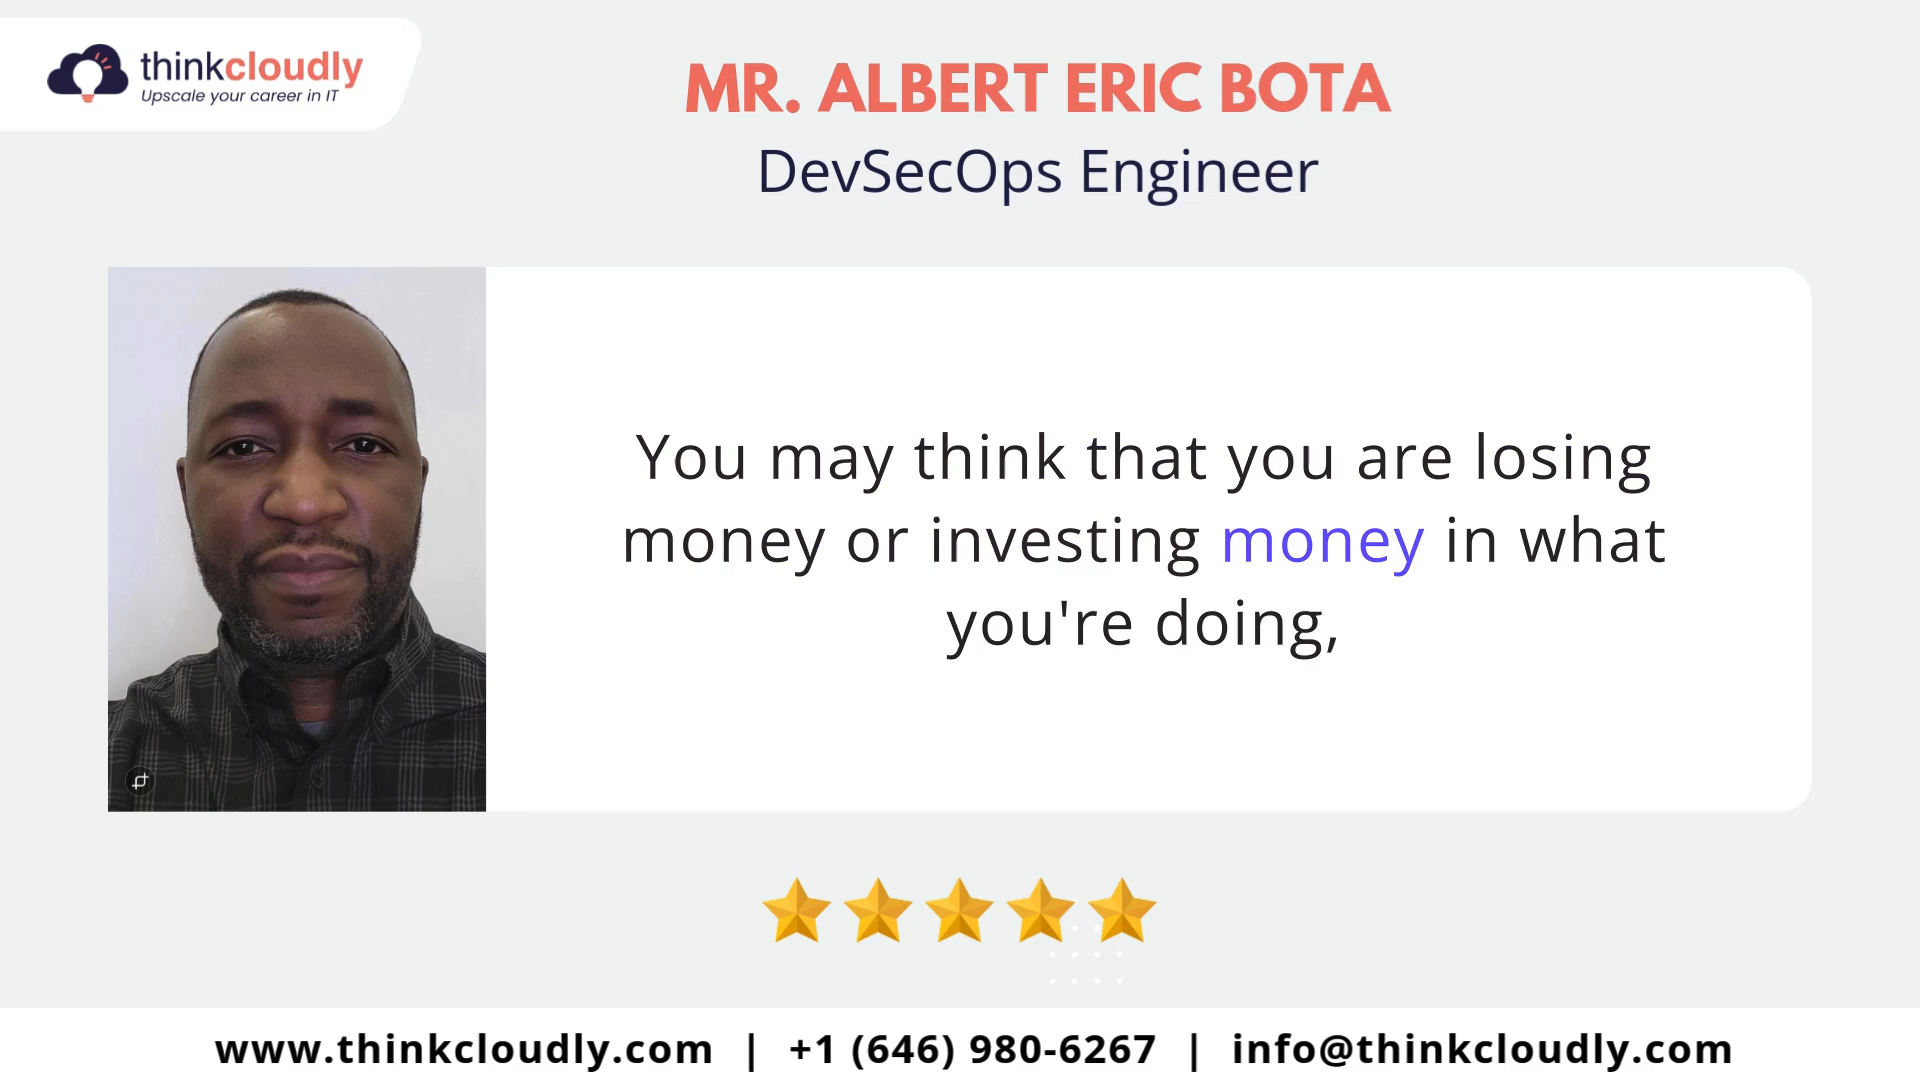 thinkcloudly
Upscale your career in IT
MR. ALBERT ERIC BOTA
DevSecOps Engineer
You may think that you are losing
money or investing money in what
you're doing,
www.thinkcloudly.com | +1 (646) 980-6267 | info@thinkcloudly.com